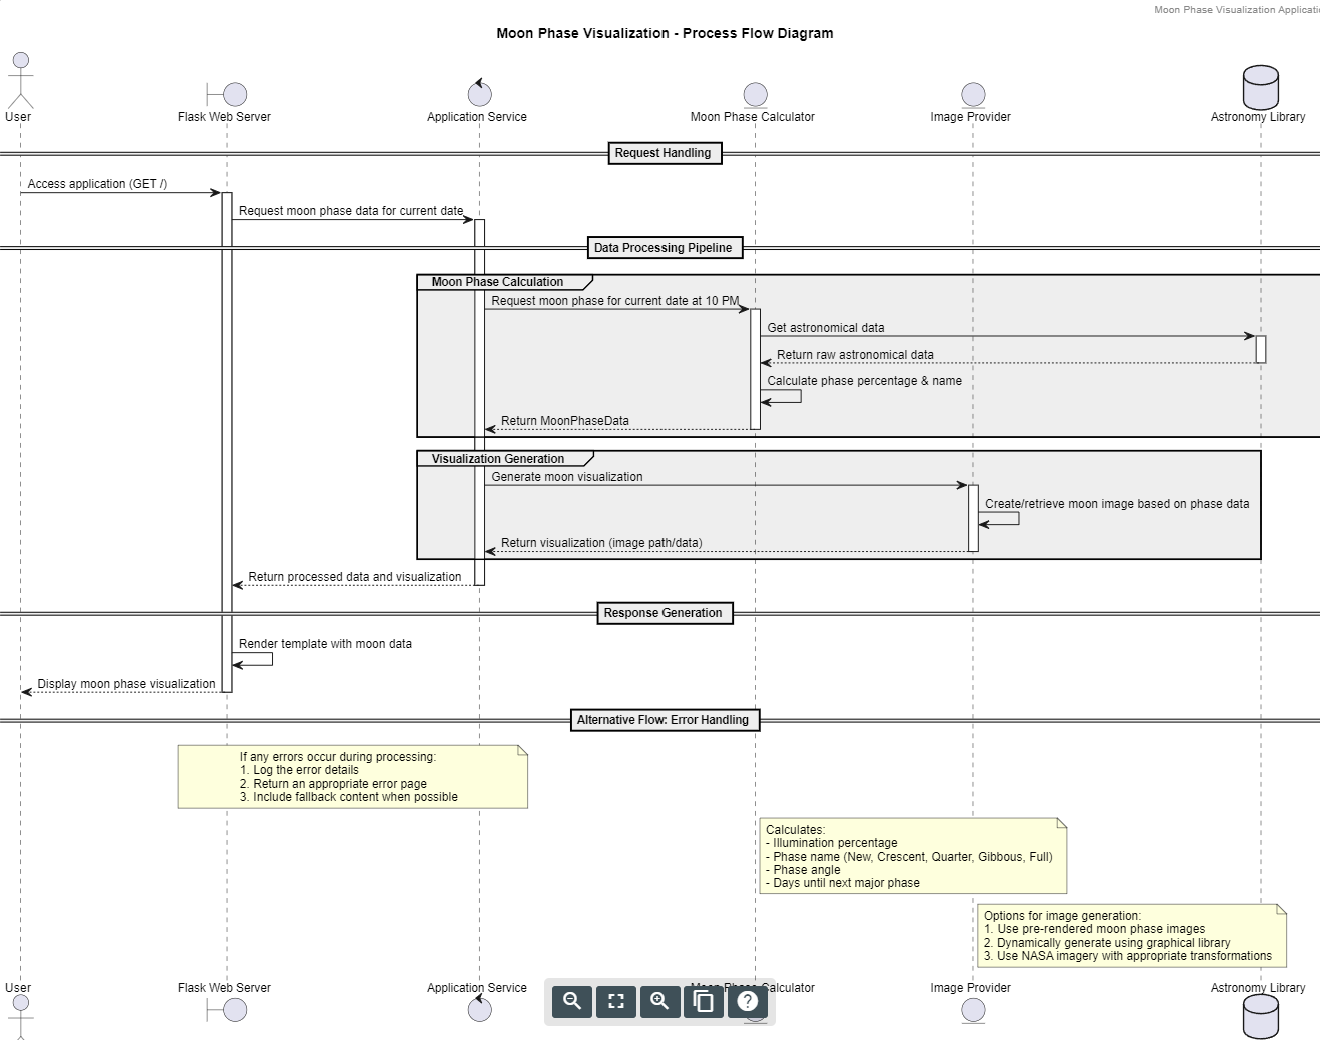 Moon Phase Visualization Applicati
Moon Phase Visualization - Process Flow Diagram
User
Flask Web Server
Application Service
Moon Phase Calculator
Image Provider
Astronomy Library
Request Handling
Access application (GET /)
Request moon phase data for current date
Data Processing Pipeline
Moon Phase Calculation
Request moon phase for current date at 10 PM
Get astronomical data
Return raw astronomical data
Calculate phase percentage & name
Return MoonPhaseData
Visualization Generation
Generate moon visualization
Create/retrieve moon image based on phase data
Return visualization (image path/data)
Return processed data and visualization
Response Generation
Render template with moon data
Display moon phase visualization
Alternative Flow: Error Handling
If any errors occur during processing:
1. Log the error details
2. Return an appropriate error page
3. Include fallback content when possible
Calculates:
- Illumination percentage
- Phase name (New, Crescent, Quarter, Gibbous, Full)
- Phase angle
- Days until next major phase
Options for image generation:
1. Use pre-rendered moon phase images
2. Dynamically generate using graphical library
3. Use NASA imagery with appropriate transformations
User
Flask Web Server
Application Service
Moon Phase Calculator
Image Provider
Astronomy Library